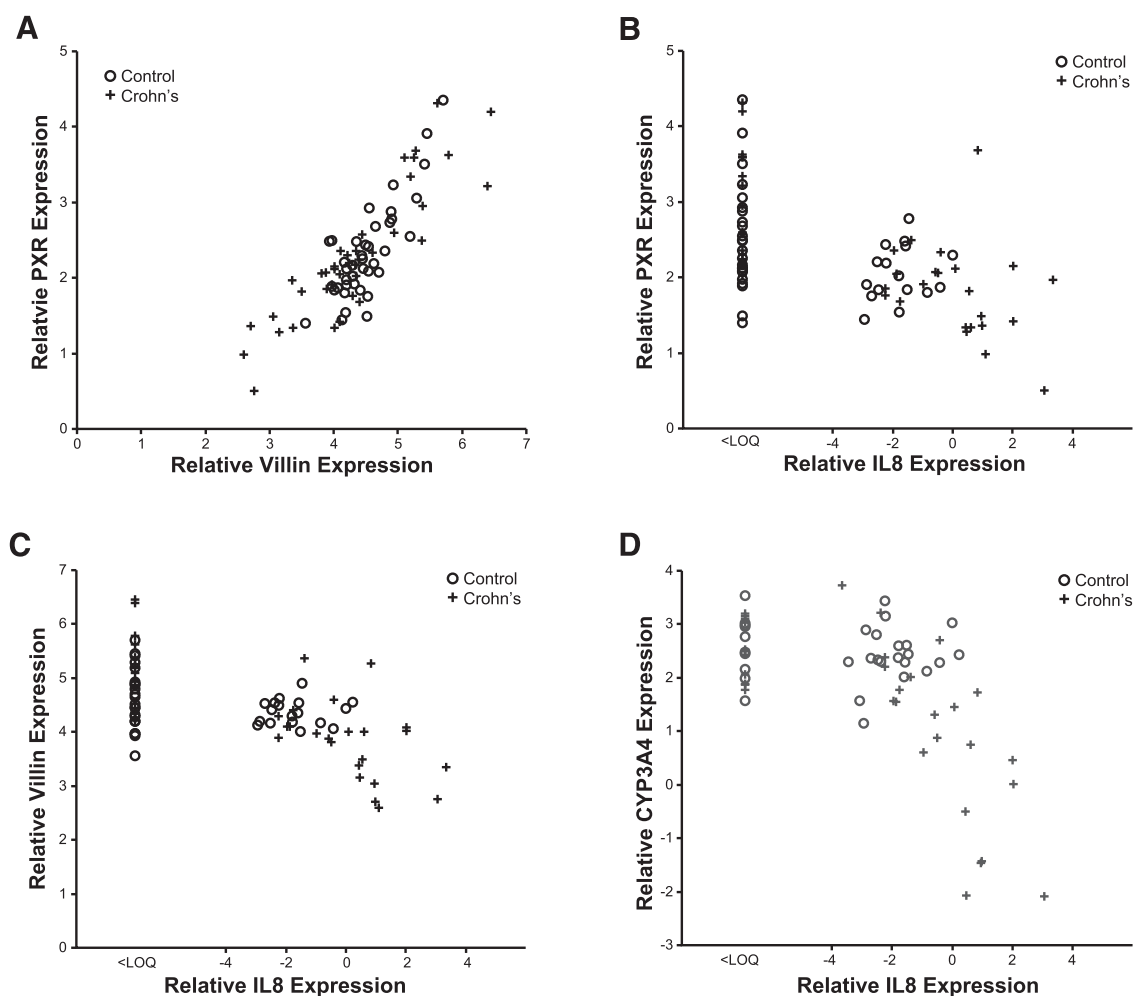 A
Relatvie PXR Expression
5
4
3
2
1
0
Control
Crohn's
0 1 2 3 4 5 6 7
Relative Villin Expression
B
Relative PXR Expression
5
4
3
2
1
0
Control
Crohn's
<LOQ -4 -2 0 2 4
Relative IL8 Expression
C
Relative Villin Expression
7
6
5
4
3
2
1
0
Control
Crohn's
<LOQ -4 -2 0 2 4
Relative IL8 Expression
D
Relative CYP3A4 Expression
4
3
2
1
0
-1
-2
-3
Control
Crohn's
<LOQ -4 -2 0 2 4
Relative IL8 Expression